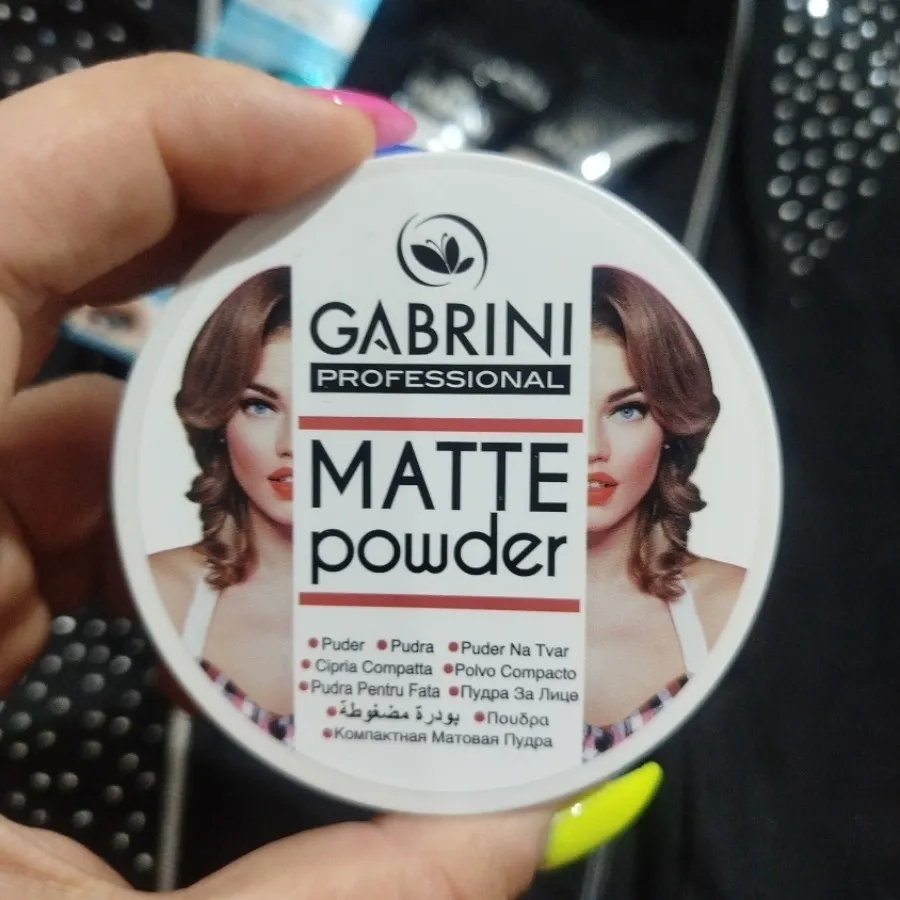 GABRINI
PROFESSIONAL
MATTE
powder
•Puder •Pudra •Puder Na Tvar
•Cipria Compatta •Polvo Compacto
•Pudra Pentru Fata •Пудра За Лице
•بودرة مضغوطة •Πουδρα
•Компактная Матовая Пудра